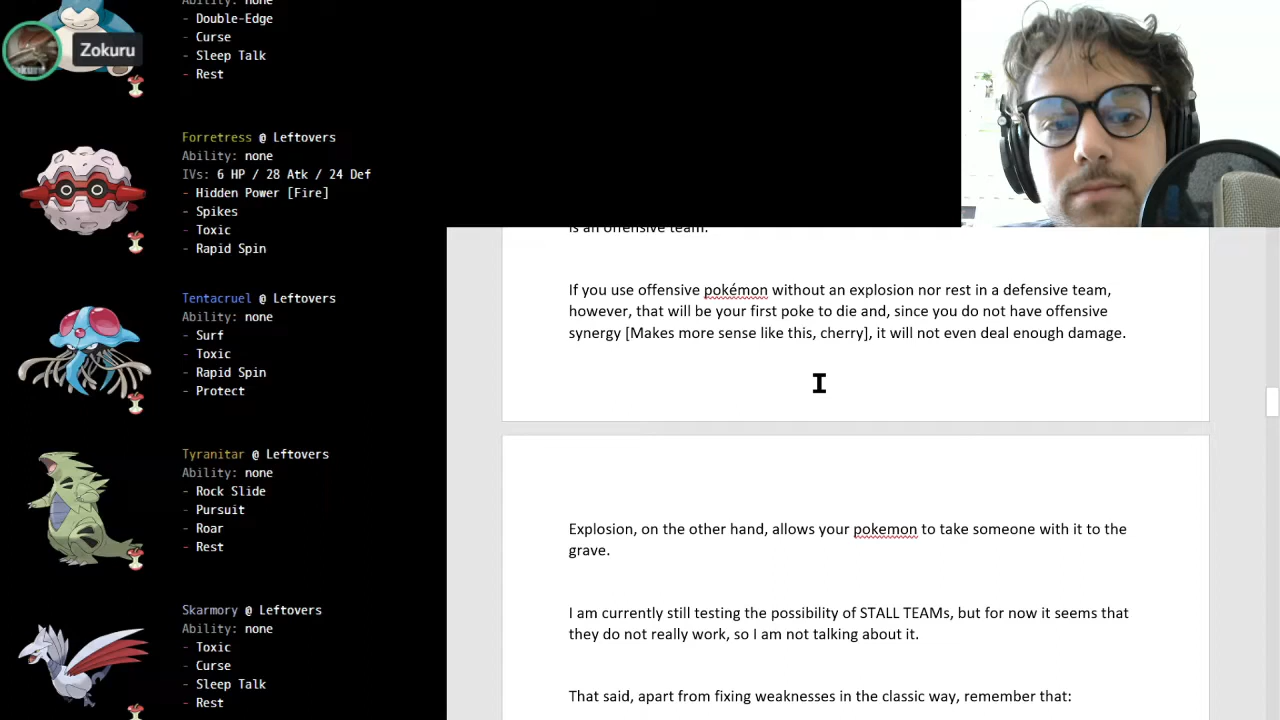 Ability: none
- Double-Edge
- Curse
- Sleep Talk
- Rest
Zokuru
Forretress @ Leftovers
Ability: none
IVs: 6 HP / 28 Atk / 24 Def
- Hidden Power [Fire]
- Spikes
- Toxic
- Rapid Spin
Tentacruel @ Leftovers
Ability: none
- Surf
- Toxic
- Rapid Spin
- Protect
Tyranitar @ Leftovers
Ability: none
- Rock Slide
- Pursuit
- Roar
- Rest
Skarmory @ Leftovers
Ability: none
- Toxic
- Curse
- Sleep Talk
- Rest
is an offensive team.
If you use offensive pokémon without an explosion nor rest in a defensive team,
however, that will be your first poke to die and, since you do not have offensive
synergy [Makes more sense like this, cherry], it will not even deal enough damage.
Explosion, on the other hand, allows your pokemon to take someone with it to the
grave.
I am currently still testing the possibility of STALL TEAMs, but for now it seems that
they do not really work, so I am not talking about it.
That said, apart from fixing weaknesses in the classic way, remember that: